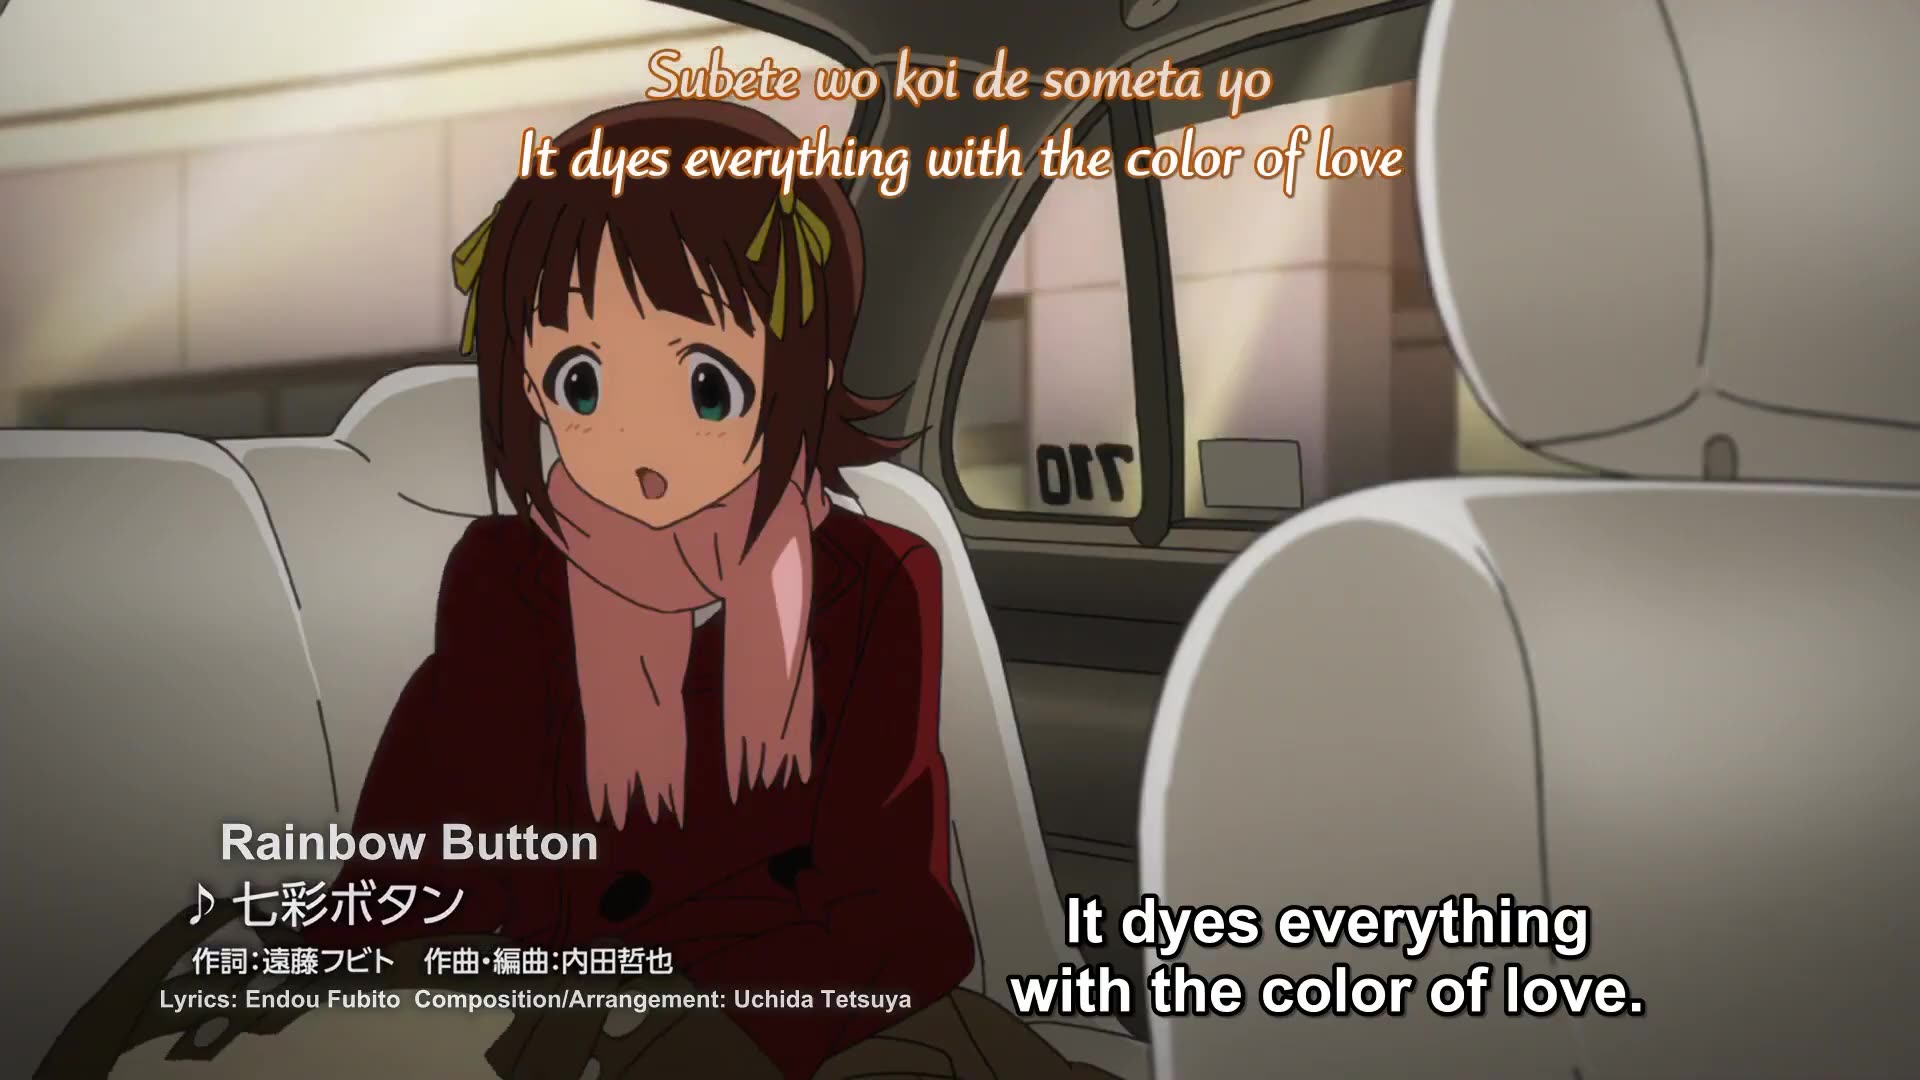 Subete wo koi de someta yo
It dyes everything with the color of love
710
Rainbow Button
♪ 七彩ボタン
作詞:遠藤フビト 作曲・編曲:内田哲也
Lyrics: Endou Fubito Composition/Arrangement: Uchida Tetsuya
It dyes everything
with the color of love.